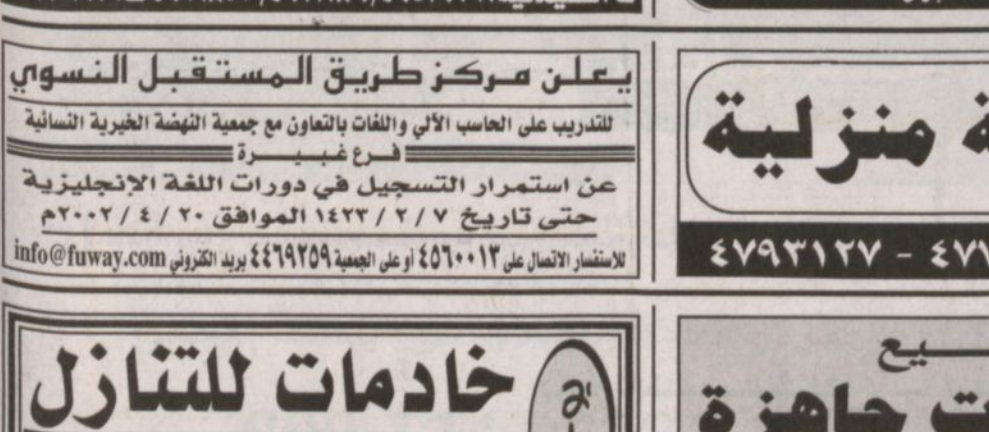 يعلن مركز طريق المستقبل النسوي
للتدريب على الحاسب الآلي واللغات بالتعاون مع جمعية النهضة الخيرية النسائية
فرع غبيرة
عن استمرار التسجيل في دورات اللغة الإنجليزية
حتى تاريخ ٧ / ٢ / ١٤٢٣ الموافق ٢٠ / ٤ / ٢٠٠٢م
للاستفسار الاتصال على ٤٥٦٠٠١٣ أو على الجمعية ٤٤٦٩٢٥٩ بريد الكتروني info@fuway.com
منزلية
٤٧٩٣١٢٧ -
خادمات للتنازل
جاهزة